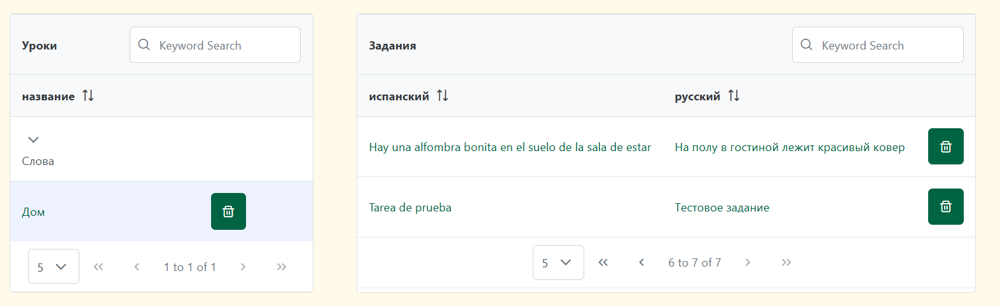 Уроки
Keyword Search
название
Слова
Дом
5
1 to 1 of 1
Задания
Keyword Search
испанский русский
Hay una alfombra bonita en el suelo de la sala de estar На полу в гостиной лежит красивый ковер
Tarea de prueba Тестовое задание
5
6 to 7 of 7